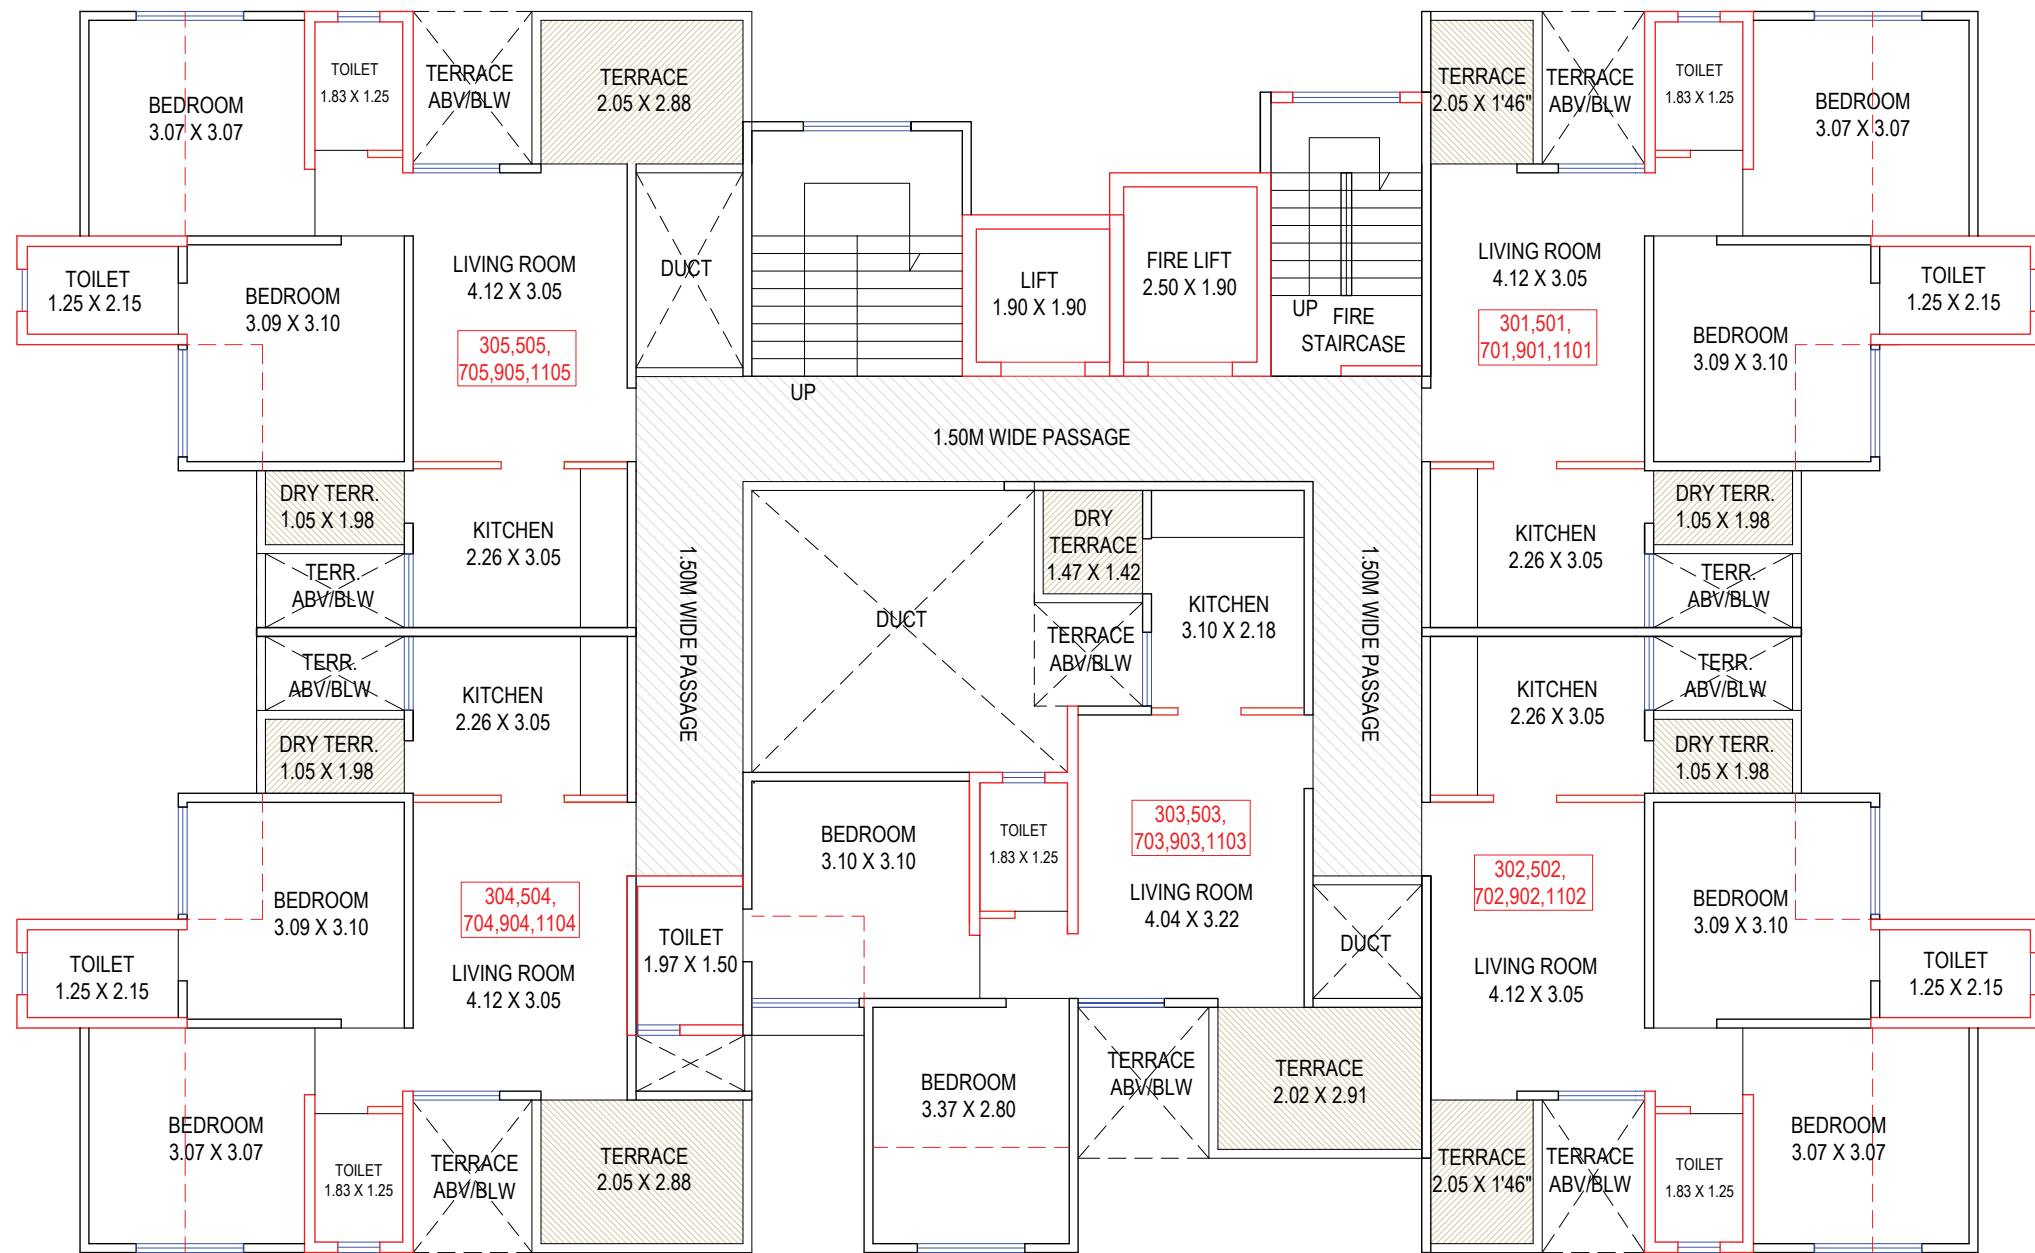 BEDROOM
3.07 X 3.07
TOILET
1.83 X 1.25
TERRACE
ABV/BLW
TERRACE
2.05 X 2.88
TERRACE
2.05 X 1'46"
TERRACE
ABV/BLW
TOILET
1.83 X 1.25
BEDROOM
3.07 X 3.07
TOILET
1.25 X 2.15
BEDROOM
3.09 X 3.10
LIVING ROOM
4.12 X 3.05
305,505,
705,905,1105
DUCT
UP
LIFT
1.90 X 1.90
FIRE LIFT
2.50 X 1.90
UP
FIRE
STAIRCASE
LIVING ROOM
4.12 X 3.05
301,501,
701,901,1101
BEDROOM
3.09 X 3.10
TOILET
1.25 X 2.15
1.50M WIDE PASSAGE
DRY TERR.
1.05 X 1.98
KITCHEN
2.26 X 3.05
TERR.
ABV/BLW
1.50M WIDE PASSAGE
DUCT
DRY
TERRACE
1.47 X 1.42
TERRACE
ABV/BLW
KITCHEN
3.10 X 2.18
1.50M WIDE PASSAGE
KITCHEN
2.26 X 3.05
DRY TERR.
1.05 X 1.98
TERR.
ABV/BLW
TERR.
ABV/BLW
KITCHEN
2.26 X 3.05
DRY TERR.
1.05 X 1.98
KITCHEN
2.26 X 3.05
TERR.
ABV/BLW
DRY TERR.
1.05 X 1.98
BEDROOM
3.09 X 3.10
304,504,
704,904,1104
LIVING ROOM
4.12 X 3.05
TOILET
1.25 X 2.15
TOILET
1.97 X 1.50
BEDROOM
3.10 X 3.10
TOILET
1.83 X 1.25
303,503,
703,903,1103
LIVING ROOM
4.04 X 3.22
DUCT
302,502,
702,902,1102
LIVING ROOM
4.12 X 3.05
BEDROOM
3.09 X 3.10
TOILET
1.25 X 2.15
BEDROOM
3.07 X 3.07
TOILET
1.83 X 1.25
TERRACE
ABV/BLW
TERRACE
2.05 X 2.88
BEDROOM
3.37 X 2.80
TERRACE
ABV/BLW
TERRACE
2.02 X 2.91
TERRACE
2.05 X 1'46"
TERRACE
ABV/BLW
TOILET
1.83 X 1.25
BEDROOM
3.07 X 3.07